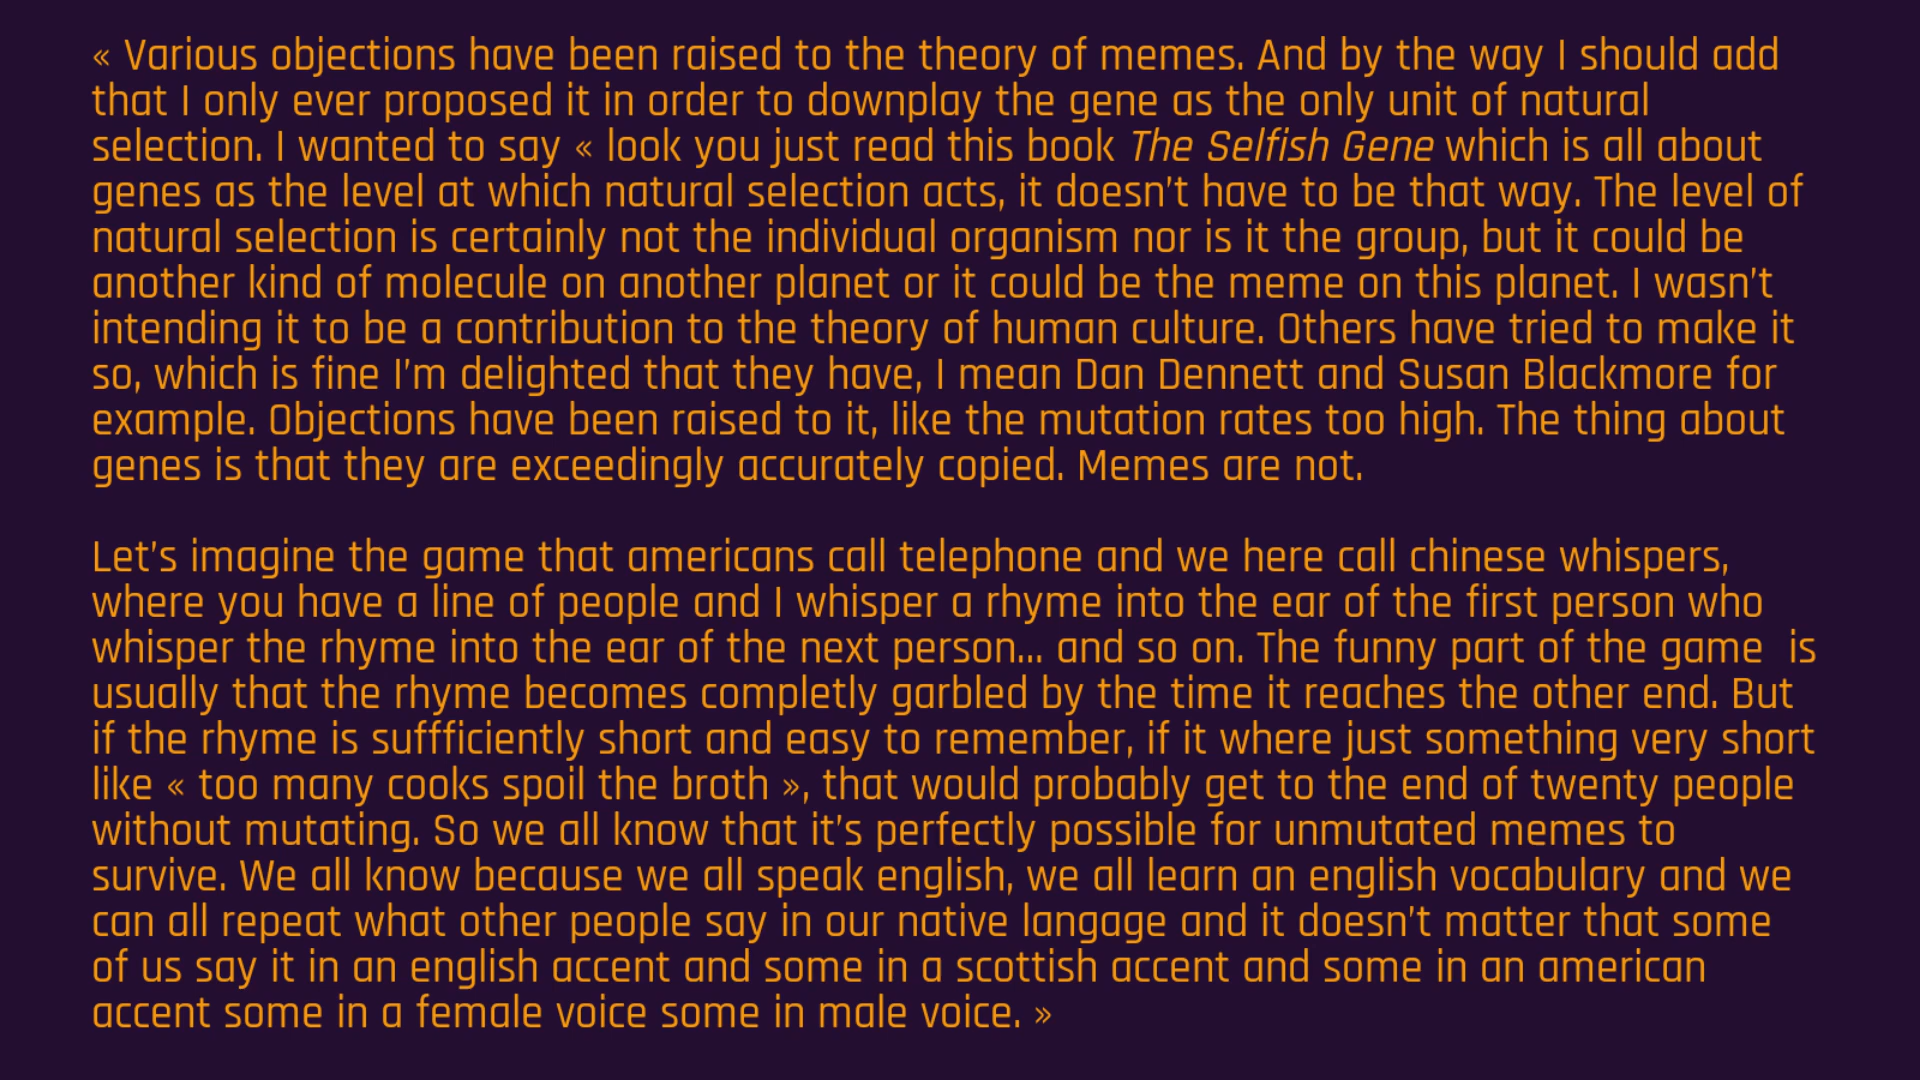 « Various objections have been raised to the theory of memes. And by the way I should add
that I only ever proposed it in order to downplay the gene as the only unit of natural
selection. I wanted to say « look you just read this book The Selfish Gene which is all about
genes as the level at which natural selection acts, it doesn't have to be that way. The level of
natural selection is certainly not the individual organism nor is it the group, but it could be
another kind of molecule on another planet or it could be the meme on this planet. I wasn't
intending it to be a contribution to the theory of human culture. Others have tried to make it
so, which is fine I'm delighted that they have, I mean Dan Dennett and Susan Blackmore for
example. Objections have been raised to it, like the mutation rates too high. The thing about
genes is that they are exceedingly accurately copied. Memes are not.
Let's imagine the game that americans call telephone and we here call chinese whispers,
where you have a line of people and I whisper a rhyme into the ear of the first person who
whisper the rhyme into the ear of the next person... and so on. The funny part of the game  is
usually that the rhyme becomes completly garbled by the time it reaches the other end. But
if the rhyme is suffficiently short and easy to remember, if it where just something very short
like « too many cooks spoil the broth », that would probably get to the end of twenty people
without mutating. So we all know that it's perfectly possible for unmutated memes to
survive. We all know because we all speak english, we all learn an english vocabulary and we
can all repeat what other people say in our native langage and it doesn't matter that some
of us say it in an english accent and some in a scottish accent and some in an american
accent some in a female voice some in male voice. »